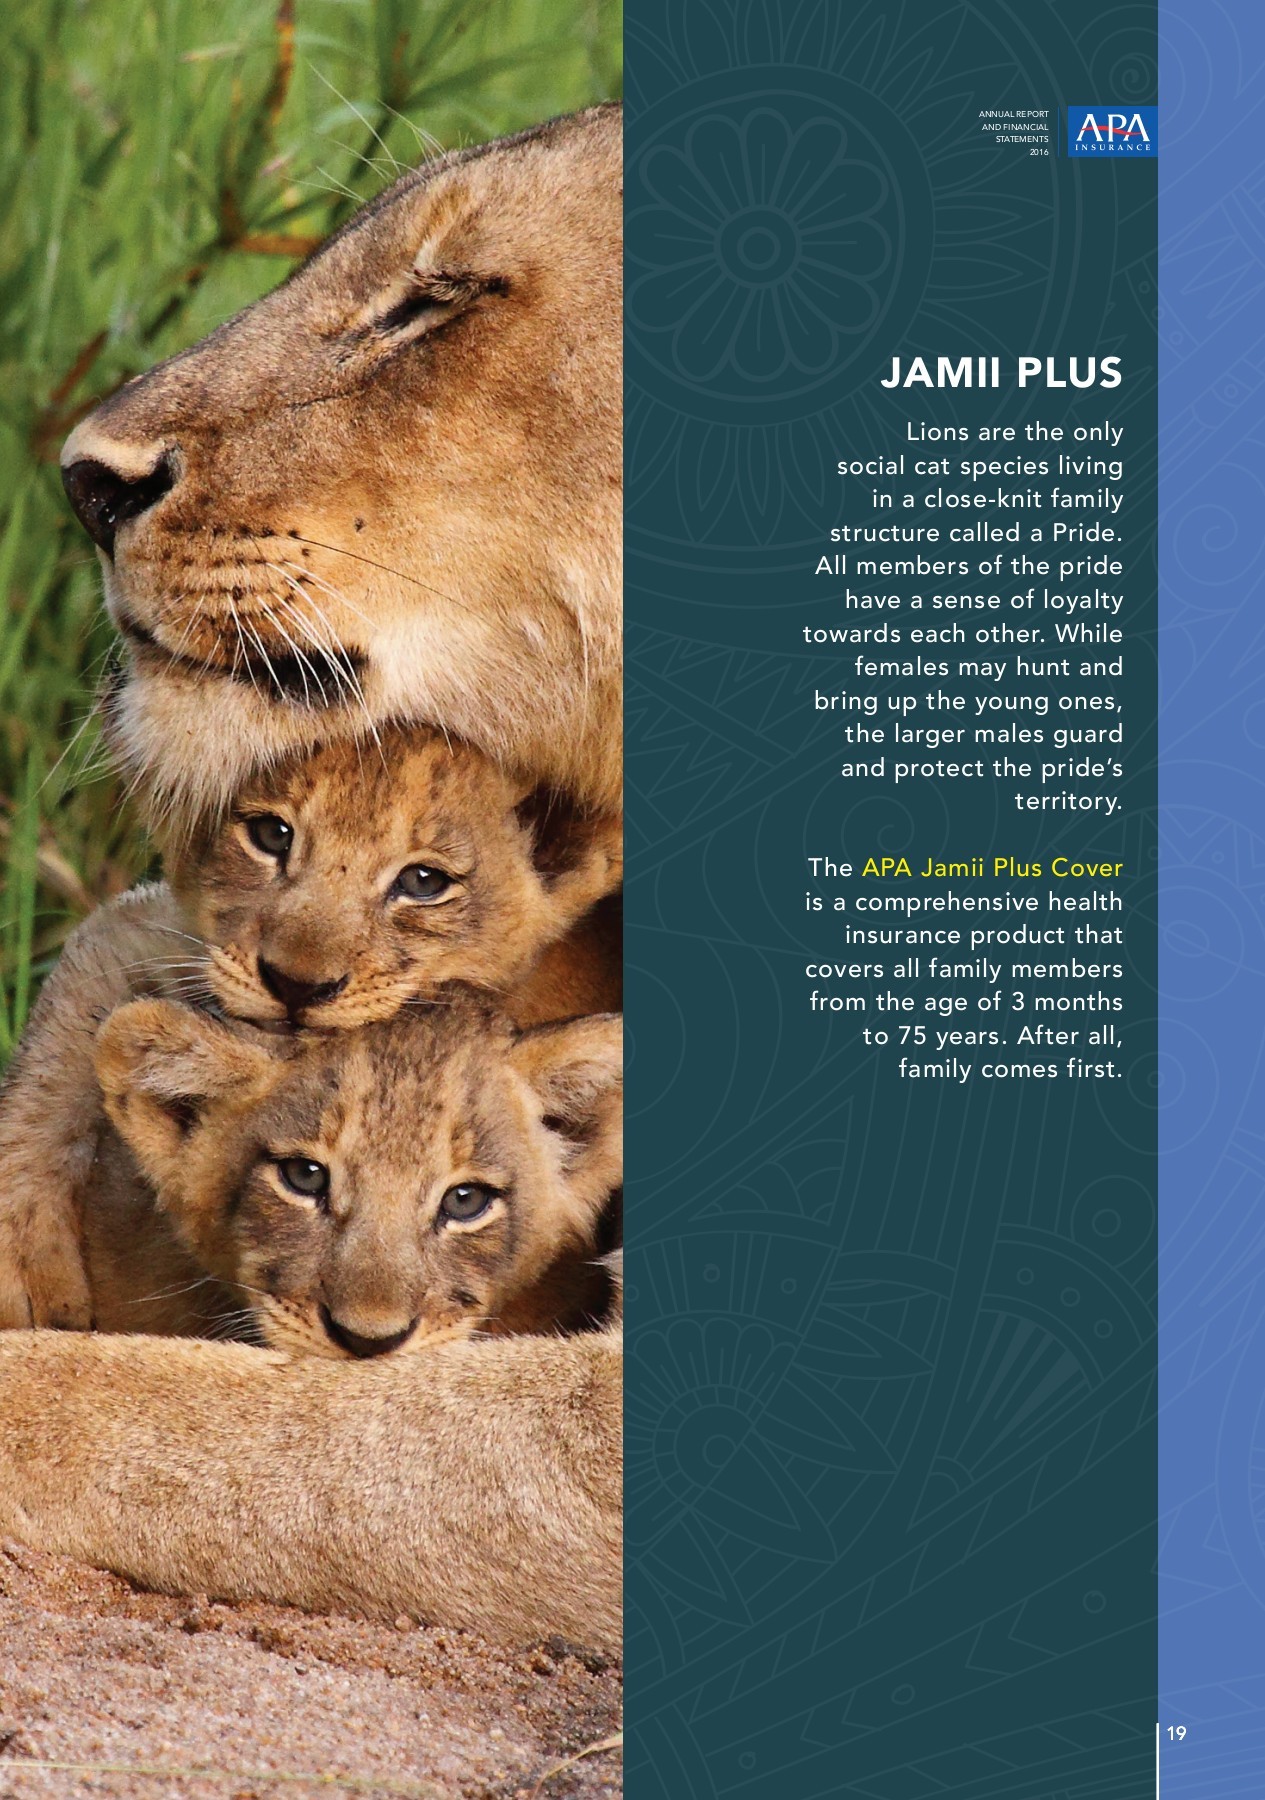 ANNUAL REPORT
AND FINANCIAL
STATEMENTS
2016
APA
INSURANCE
JAMII PLUS
Lions are the only
social cat species living
in a close-knit family
structure called a Pride.
All members of the pride
have a sense of loyalty
towards each other. While
females may hunt and
bring up the young ones,
the larger males guard
and protect the pride’s
territory.
The APA Jamii Plus Cover
is a comprehensive health
insurance product that
covers all family members
from the age of 3 months
to 75 years. After all,
family comes first.
19